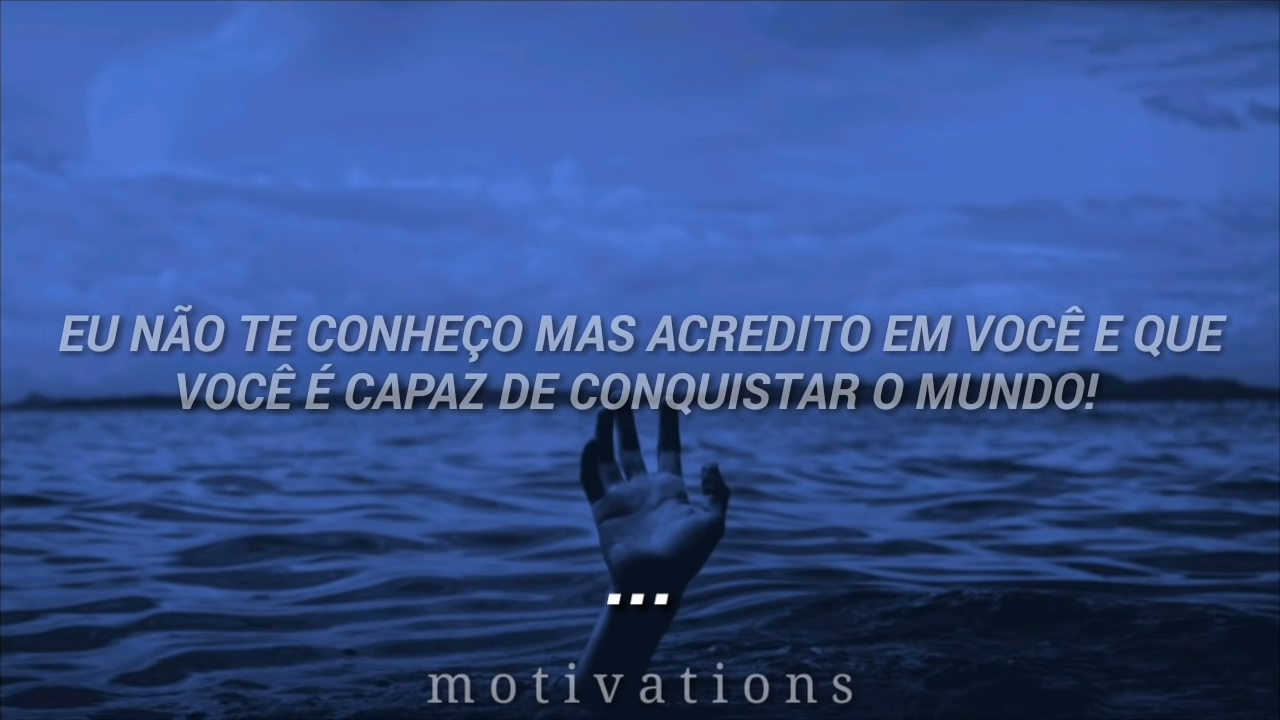 EU NÃO TE CONHEÇO MAS ACREDITO EM VOCÊ E QUE
VOCÊ É CAPAZ DE CONQUISTAR O MUNDO!
...
motivations